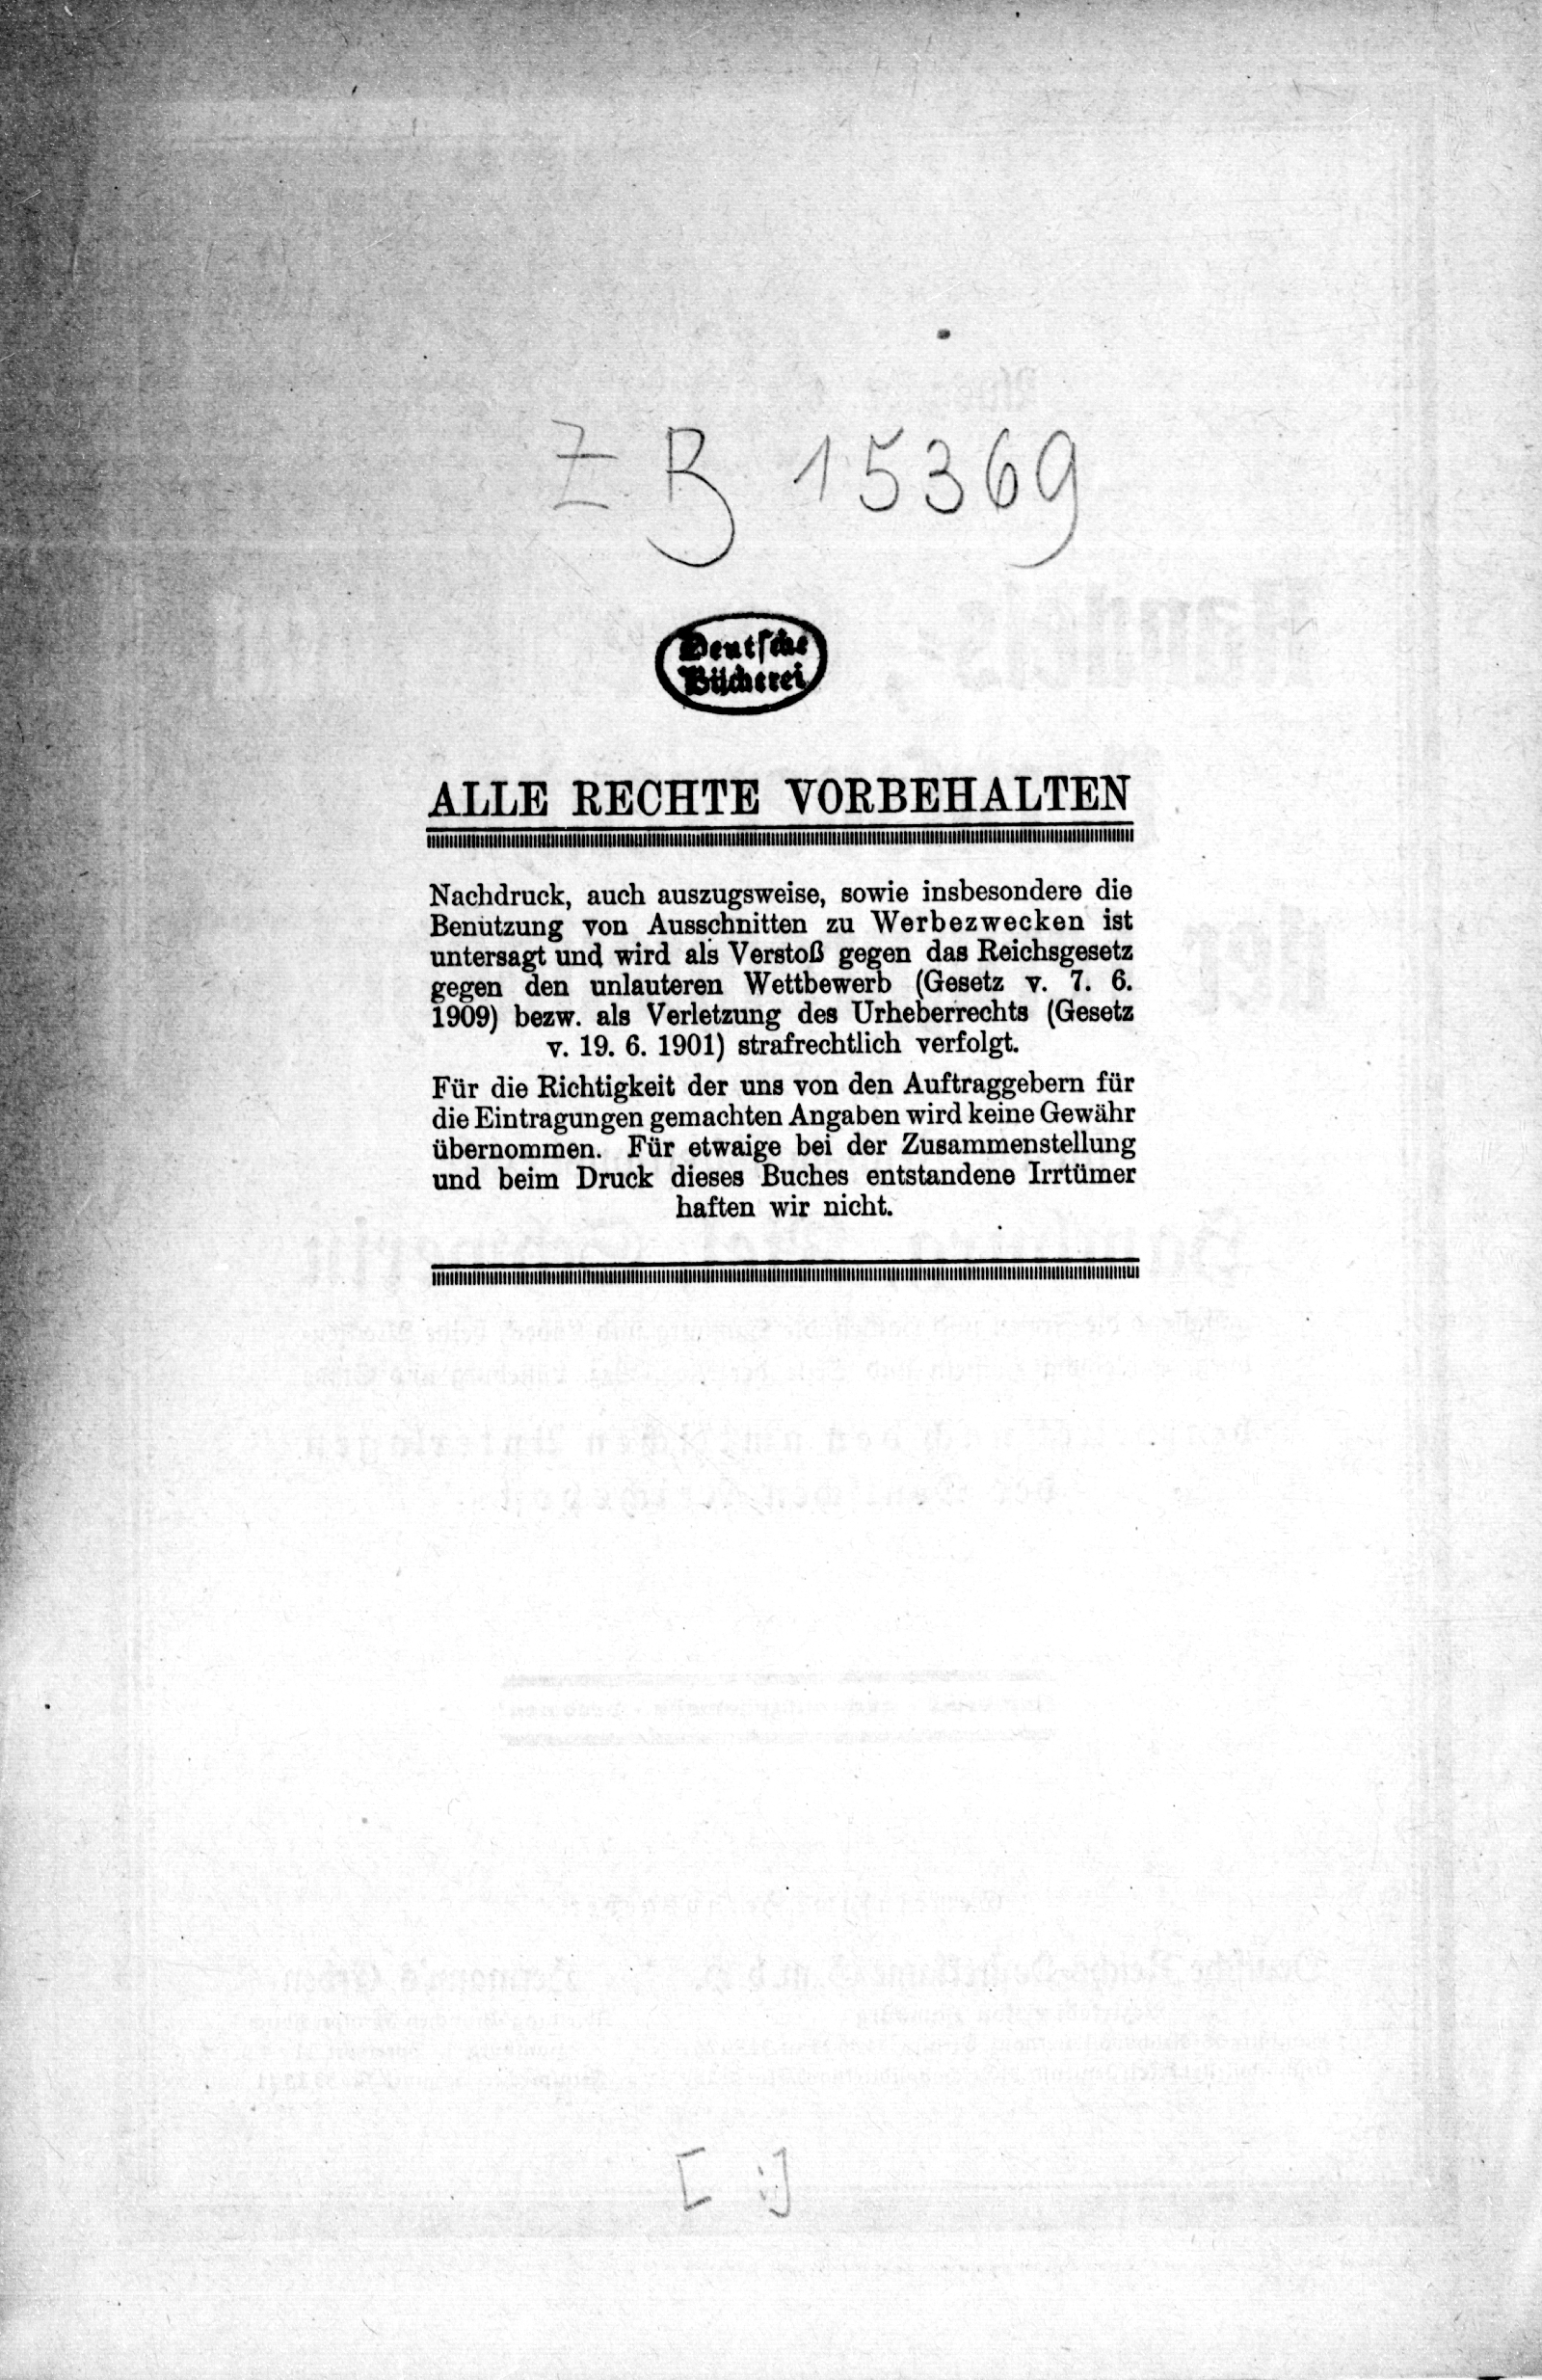 Z B 15369
Deutsche
Bücherei
ALLE RECHTE VORBEHALTEN
Nachdruck, auch auszugsweise, sowie insbesondere die
Benutzung von Ausschnitten zu Werbezwecken ist
untersagt und wird als Verstoß gegen das Reichsgesetz
gegen den unlauteren Wettbewerb (Gesetz v. 7. 6.
1909) bezw. als Verletzung des Urheberrechts (Gesetz
v. 19. 6. 1901) strafrechtlich verfolgt.
Für die Richtigkeit der uns von den Auftraggebern für
die Eintragungen gemachten Angaben wird keine Gewähr
übernommen. Für etwaige bei der Zusammenstellung
und beim Druck dieses Buches entstandene Irrtümer
haften wir nicht.